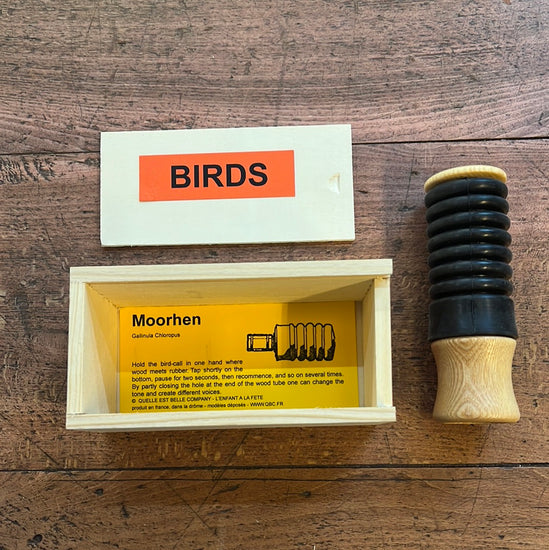 BIRDS
Moorhen
Gallinula Chloropus
Hold the bird-call in one hand where
wood meets rubber. Tap shortly on the
bottom, pause for two seconds, then recommence, and so on several times.
By partly closing the hole at the end of the wood tube one can change the
tone and create different voices.
© QUELLE EST BELLE COMPANY - L'ENFANT A LA FETE
produit en france, dans la drôme - modèles déposés - WWW.QBC.FR.